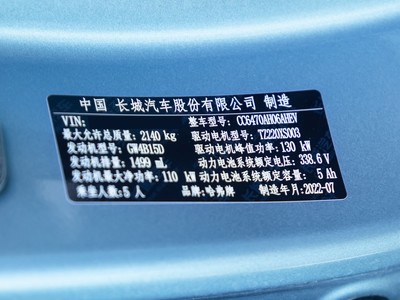 中国 长城汽车股份有限公司 制造
VIN: 整车型号: CC6470AH06AHEV
最大允许总质量: 2140 kg 驱动电机型号: TZ220XS003
发动机型号: GW4B15D 驱动电机峰值功率: 130 kW
发动机排量: 1499 mL 动力电池系统额定电压: 338.6 V
发动机最大净功率: 110 kW 动力电池系统额定容量: 5 Ah
乘坐人数: 5 人 品牌: 哈弗牌 制造年月: 2022-07